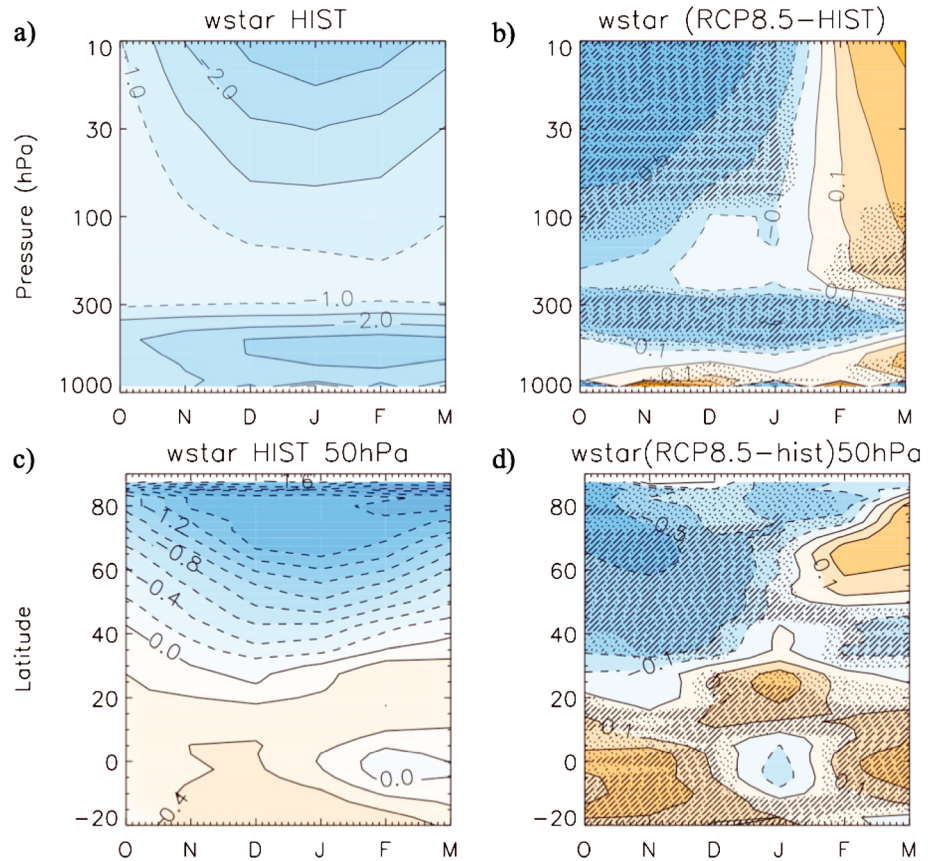 a)
wstar HIST
b)
wstar (RCP8.5-HIST)
Pressure (hPa)
10
30
100
300
1000
-1.0
-2.0
-1.0
-2.0
O N D J F M
10
30
100
300
1000
-0.1
0.1
0.1
-0.1
O N D J F M
c)
wstar HIST 50hPa
d)
wstar(RCP8.5-hist)50hPa
Latitude
80
60
40
20
0
-20
-1.6
-1.2
-0.8
-0.4
-0.0
0.0
0.4
O N D J F M
80
60
40
20
0
-20
-0.5
-0.1
0.1
O N D J F M